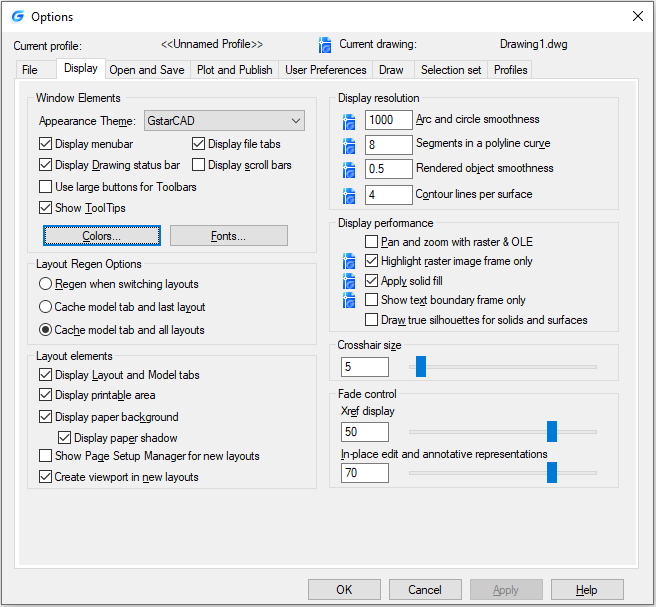 Options
Current profile: <<Unnamed Profile>> Current drawing: Drawing1.dwg
File Display Open and Save Plot and Publish User Preferences Draw Selection set Profiles
Window Elements
Appearance Theme: GstarCAD
Display menubar Display file tabs
Display Drawing status bar Display scroll bars
Use large buttons for Toolbars
Show ToolTips
Colors... Fonts...
Layout Regen Options
Regen when switching layouts
Cache model tab and last layout
Cache model tab and all layouts
Layout elements
Display Layout and Model tabs
Display printable area
Display paper background
Display paper shadow
Show Page Setup Manager for new layouts
Create viewport in new layouts
Display resolution
1000 Arc and circle smoothness
8 Segments in a polyline curve
0.5 Rendered object smoothness
4 Contour lines per surface
Display performance
Pan and zoom with raster & OLE
Highlight raster image frame only
Apply solid fill
Show text boundary frame only
Draw true silhouettes for solids and surfaces
Crosshair size
5
Fade control
Xref display
50
In-place edit and annotative representations
70
OK Cancel Apply Help